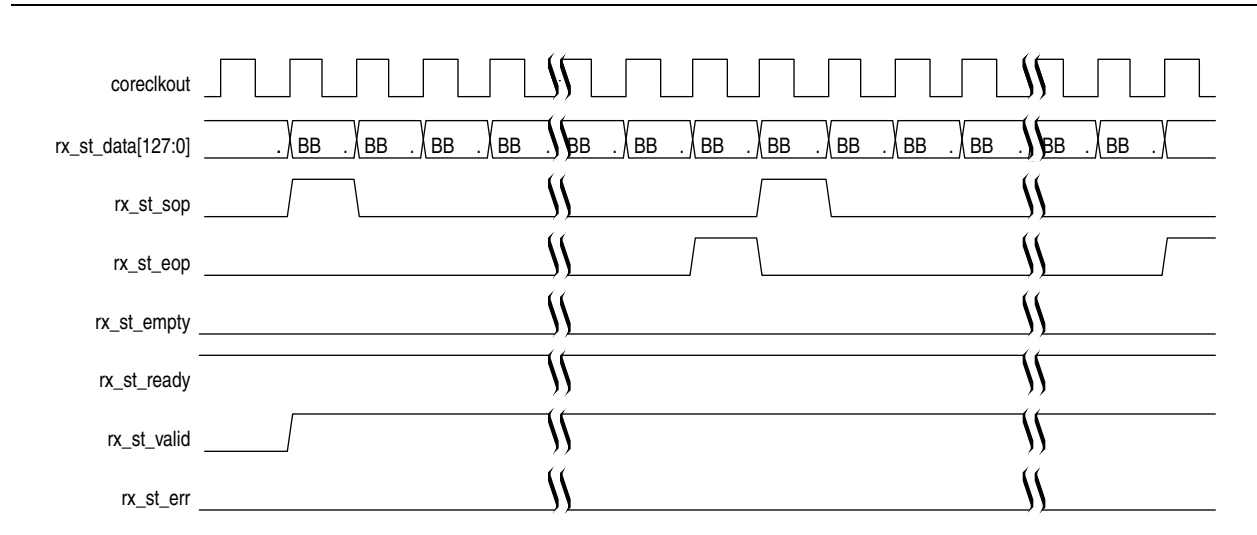 coreclkout
rx_st_data[127:0] . BB . BB . BB . BB . BB . BB . BB . BB . BB . BB . BB . BB . BB .
rx_st_sop
rx_st_eop
rx_st_empty
rx_st_ready
rx_st_valid
rx_st_err